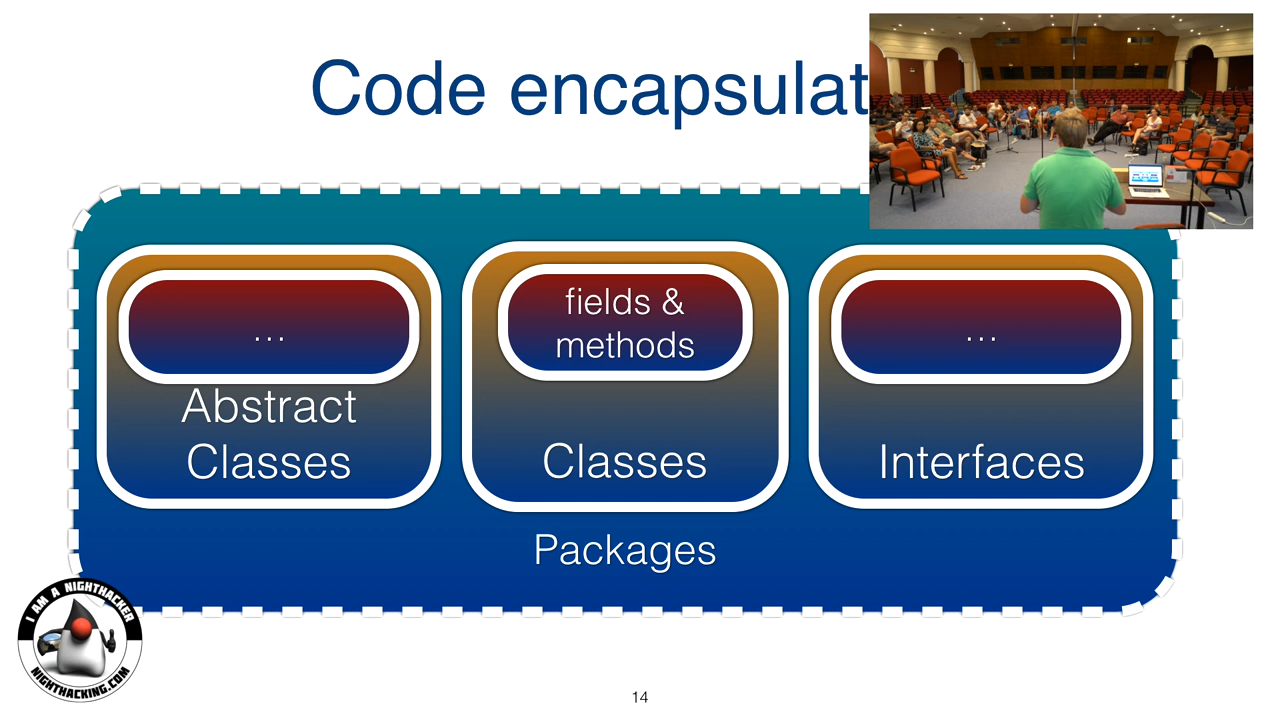 Code encapsulat
...
fields &
methods
...
Abstract
Classes
Classes
Interfaces
Packages
I AM A NIGHTHACKER
NIGHTHACKING.COM
14